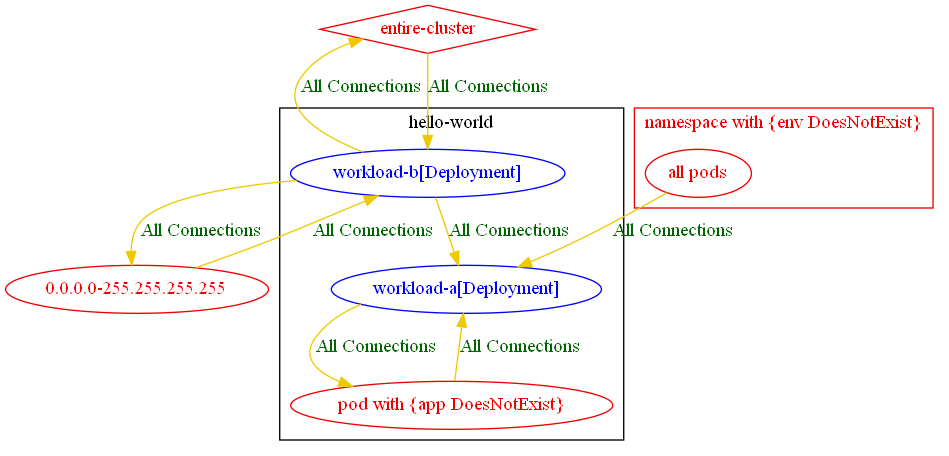 entire-cluster
All Connections
All Connections
hello-world
namespace with {env DoesNotExist}
workload-b[Deployment]
all pods
All Connections
All Connections
All Connections
All Connections
0.0.0.0-255.255.255.255
workload-a[Deployment]
All Connections
All Connections
pod with {app DoesNotExist}